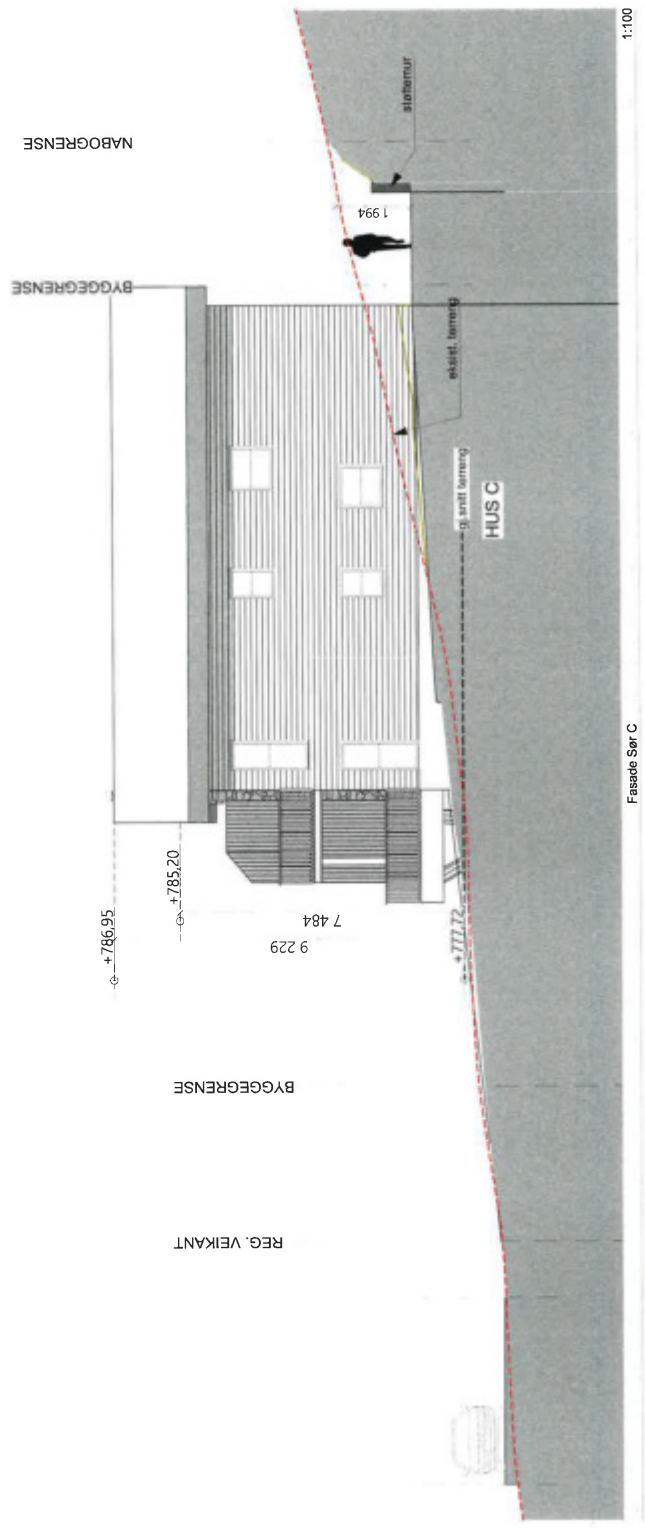 NABOGRENSE
støttemur
1 994
BYGGEGRENSE
eksist. terreng
gj.snitt terreng
HUS C
+786,95
+785,20
7 484
9 229
+777,72
BYGGEGRENSE
REG. VEIKANT
Fasade Sør C
1:100